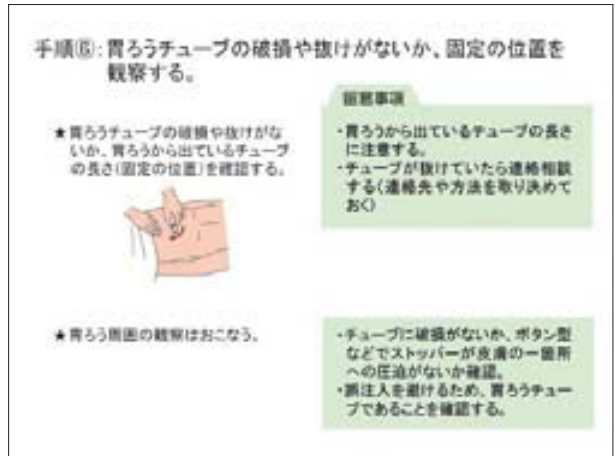 手順⑥：胃ろうチューブの破損や抜けがないか、固定の位置を
観察する。
留意事項
★胃ろうチューブの破損や抜けがな
いか、胃ろうから出ているチューブ
の長さ(固定の位置)を確認する。
・胃ろうから出ているチューブの長さ
に注意する。
・チューブが抜けていたら連絡相談
する(連絡先や方法を取り決めて
おく)
★胃ろう周囲の観察はおこなう。
・チューブに破損がないか、ボタン型
などでストッパーが皮膚の一箇所
への圧迫がないか確認。
・誤注入を避けるため、胃ろうチュー
ブであることを確認する。